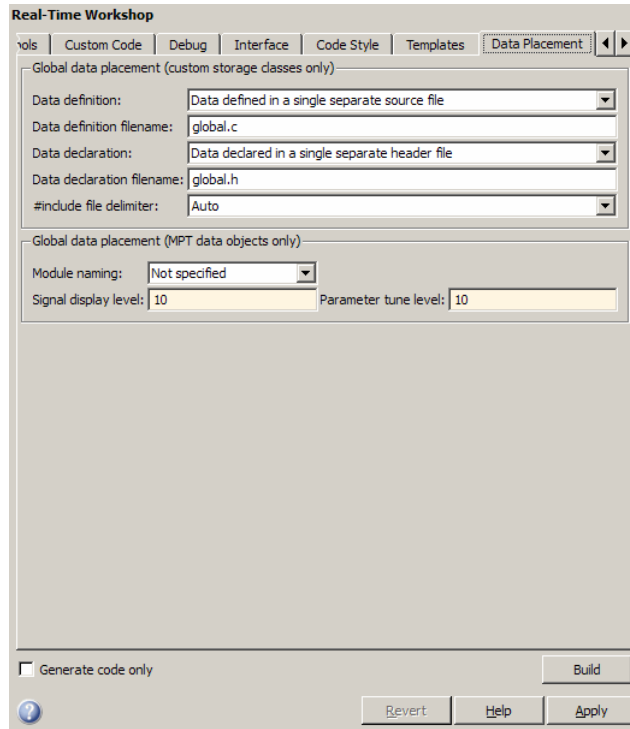 Real-Time Workshop
Custom Code Debug Interface Code Style Templates Data Placement
Global data placement (custom storage classes only)
Data definition: Data defined in a single separate source file
Data definition filename: global.c
Data declaration: Data declared in a single separate header file
Data declaration filename: global.h
#include file delimiter: Auto
Global data placement (MPT data objects only)
Module naming: Not specified
Signal display level: 10 Parameter tune level: 10
Generate code only Build
Revert Help Apply